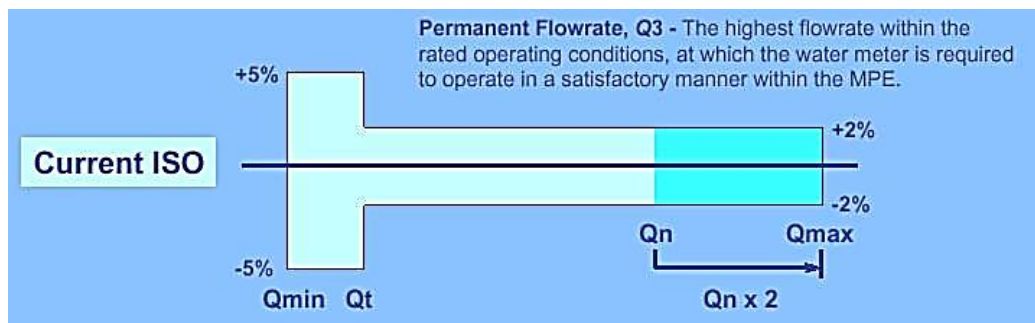 Permanent Flowrate, Q3 - The highest flowrate within the
rated operating conditions, at which the water meter is required
to operate in a satisfactory manner within the MPE.
+5%
+2%
Current ISO
-2%
Qn Qmax
-5%
Qmin Qt Qn x 2